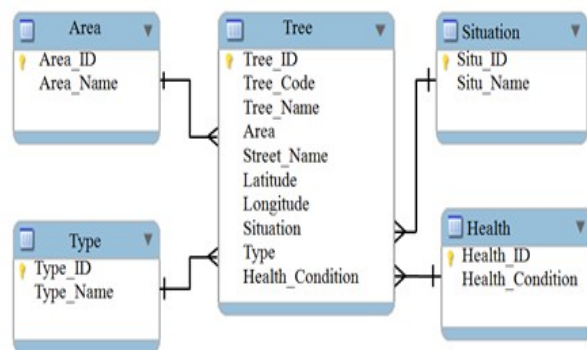 Area
Area_ID
Area_Name
Tree
Tree_ID
Tree_Code
Tree_Name
Area
Street_Name
Latitude
Longitude
Situation
Type
Health_Condition
Situation
Situ_ID
Situ_Name
Type
Type_ID
Type_Name
Health
Health_ID
Health_Condition